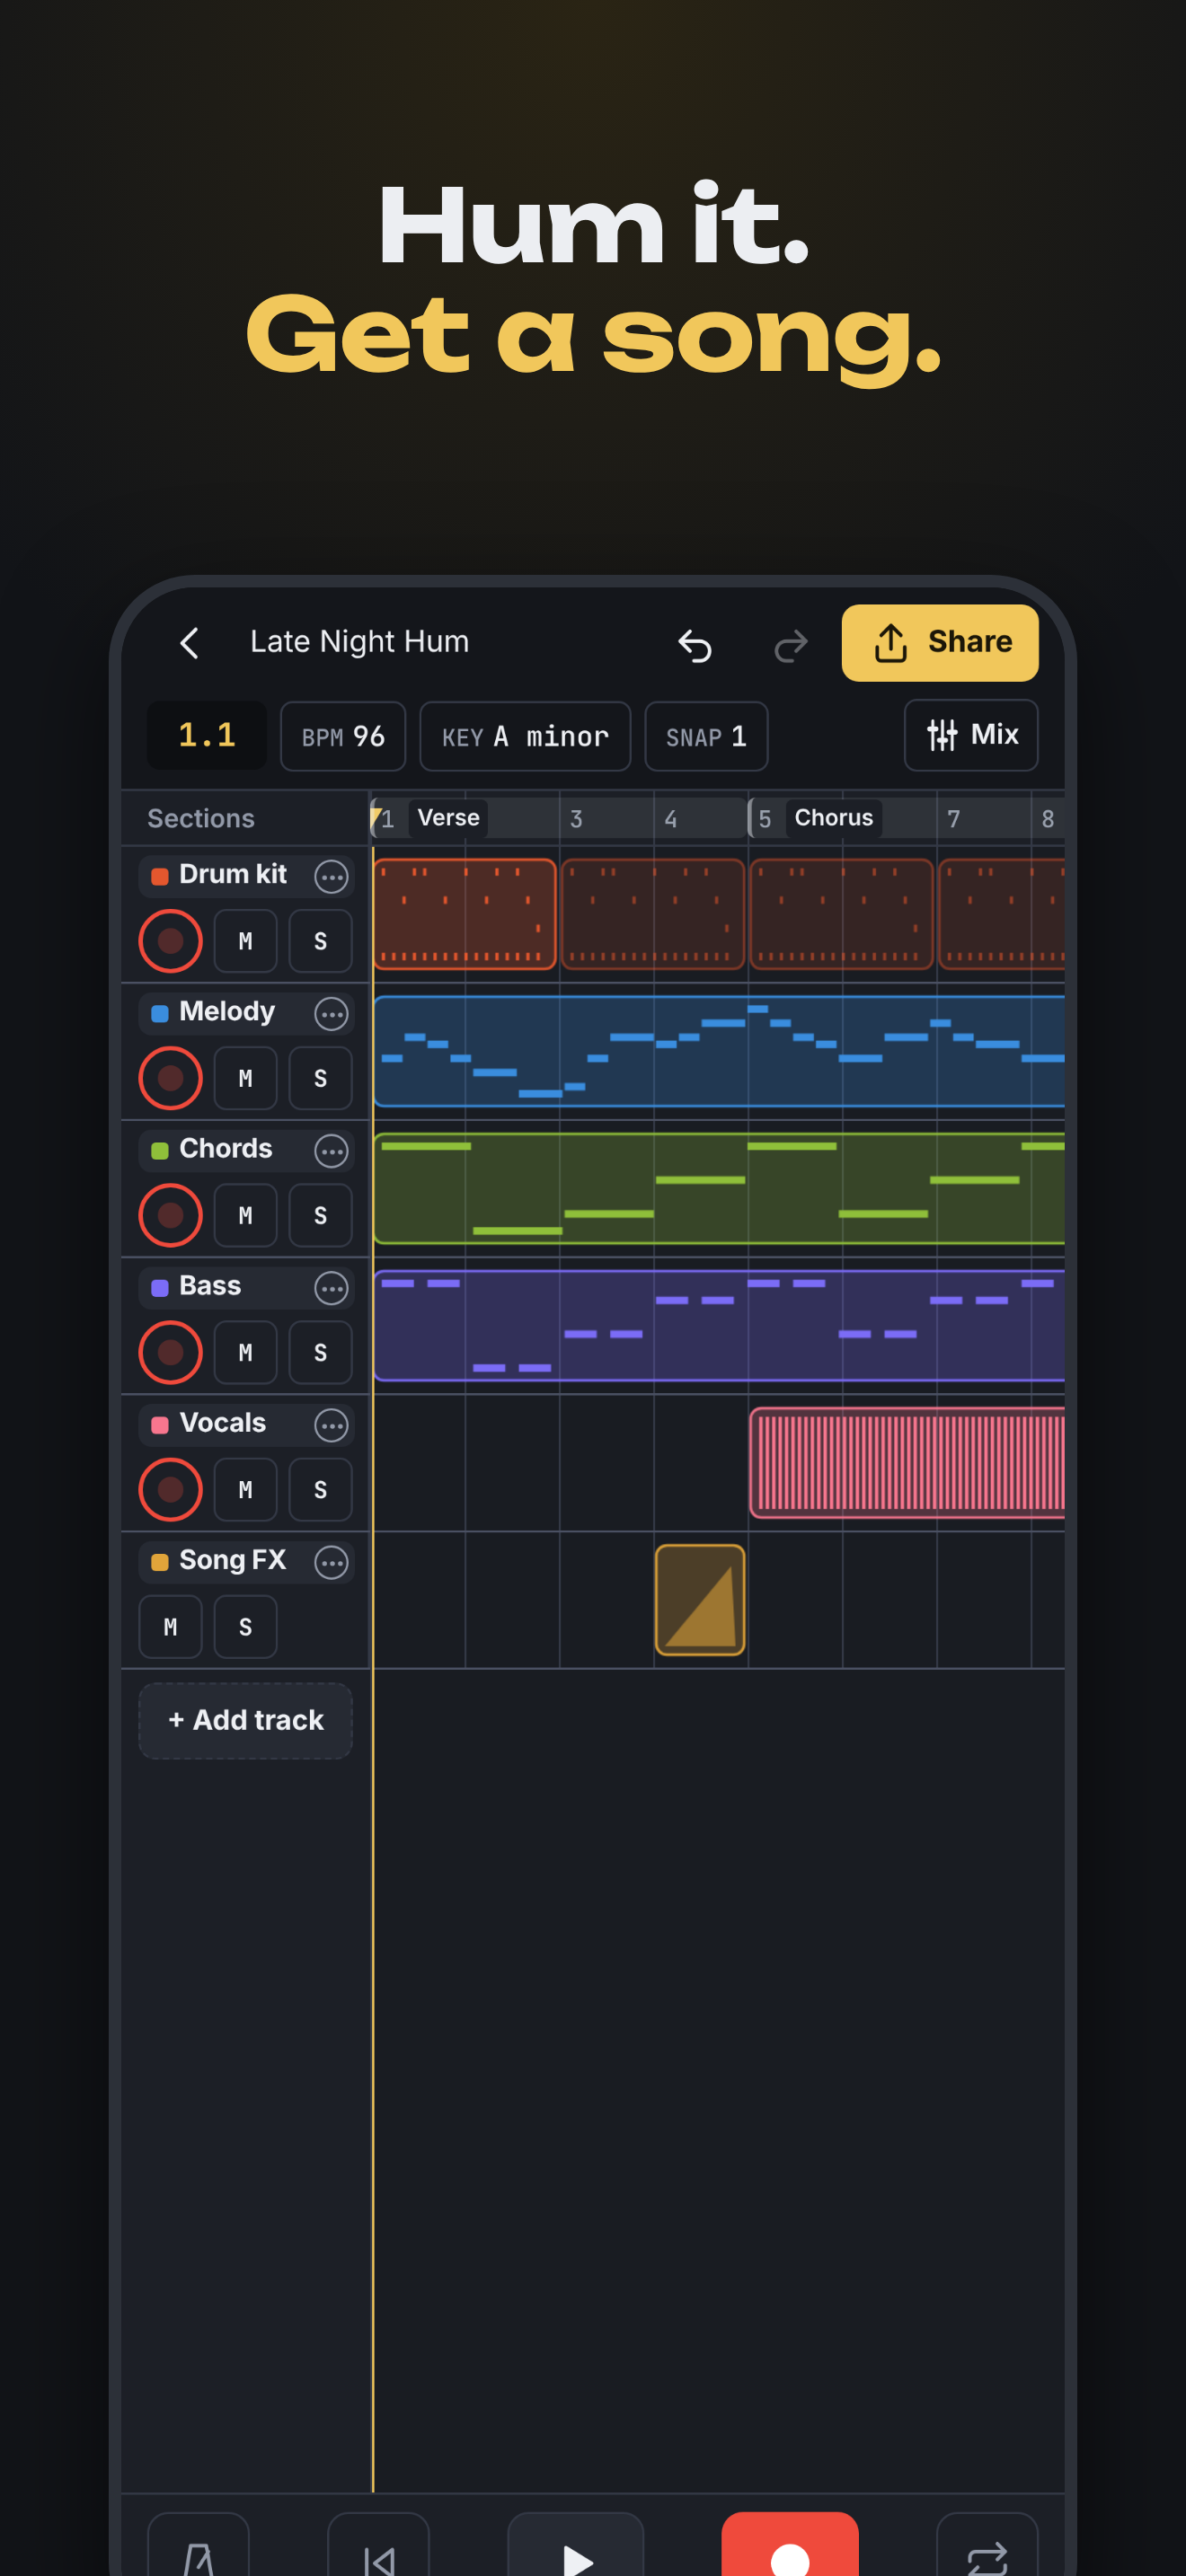 Hum it.
Get a song.
Late Night Hum
Share
1.1
BPM 96
KEY A minor
SNAP 1
Mix
Sections
1 Verse 3 4 5 Chorus 7 8
Drum kit
M S
Melody
M S
Chords
M S
Bass
M S
Vocals
M S
Song FX
M S
+ Add track